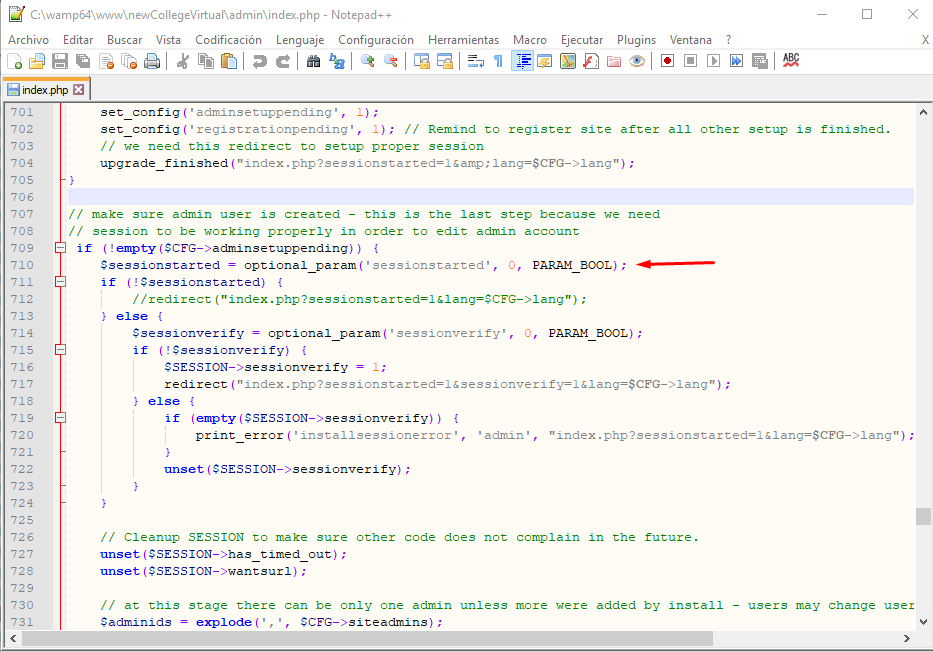 C:\wamp64\www\newCollegeVirtual\admin\index.php - Notepad++
Archivo Editar Buscar Vista Codificación Lenguaje Configuración Herramientas Macro Ejecutar Plugins Ventana ? X
ABC
index.php
701 set_config('adminsetuppending', 1);
702 set_config('registrationpending', 1); // Remind to register site after all other setup is finished.
703 // we need this redirect to setup proper session
704 upgrade_finished("index.php?sessionstarted=1&amp;lang=$CFG->lang");
705 }
706
707 // make sure admin user is created - this is the last step because we need
708 // session to be working properly in order to edit admin account
709 if (!empty($CFG->adminsetuppending)) {
710 $sessionstarted = optional_param('sessionstarted', 0, PARAM_BOOL);
711 if (!$sessionstarted) {
712 //redirect("index.php?sessionstarted=1&lang=$CFG->lang");
713 } else {
714 $sessionverify = optional_param('sessionverify', 0, PARAM_BOOL);
715 if (!$sessionverify) {
716 $SESSION->sessionverify = 1;
717 redirect("index.php?sessionstarted=1&sessionverify=1&lang=$CFG->lang");
718 } else {
719 if (empty($SESSION->sessionverify)) {
720 print_error('installsessionerror', 'admin', "index.php?sessionstarted=1&lang=$CFG->lang");
721 }
722 unset($SESSION->sessionverify);
723 }
724 }
725
726 // Cleanup SESSION to make sure other code does not complain in the future.
727 unset($SESSION->has_timed_out);
728 unset($SESSION->wantsurl);
729
730 // at this stage there can be only one admin unless more were added by install - users may change user
731 $adminids = explode(',', $CFG->siteadmins);